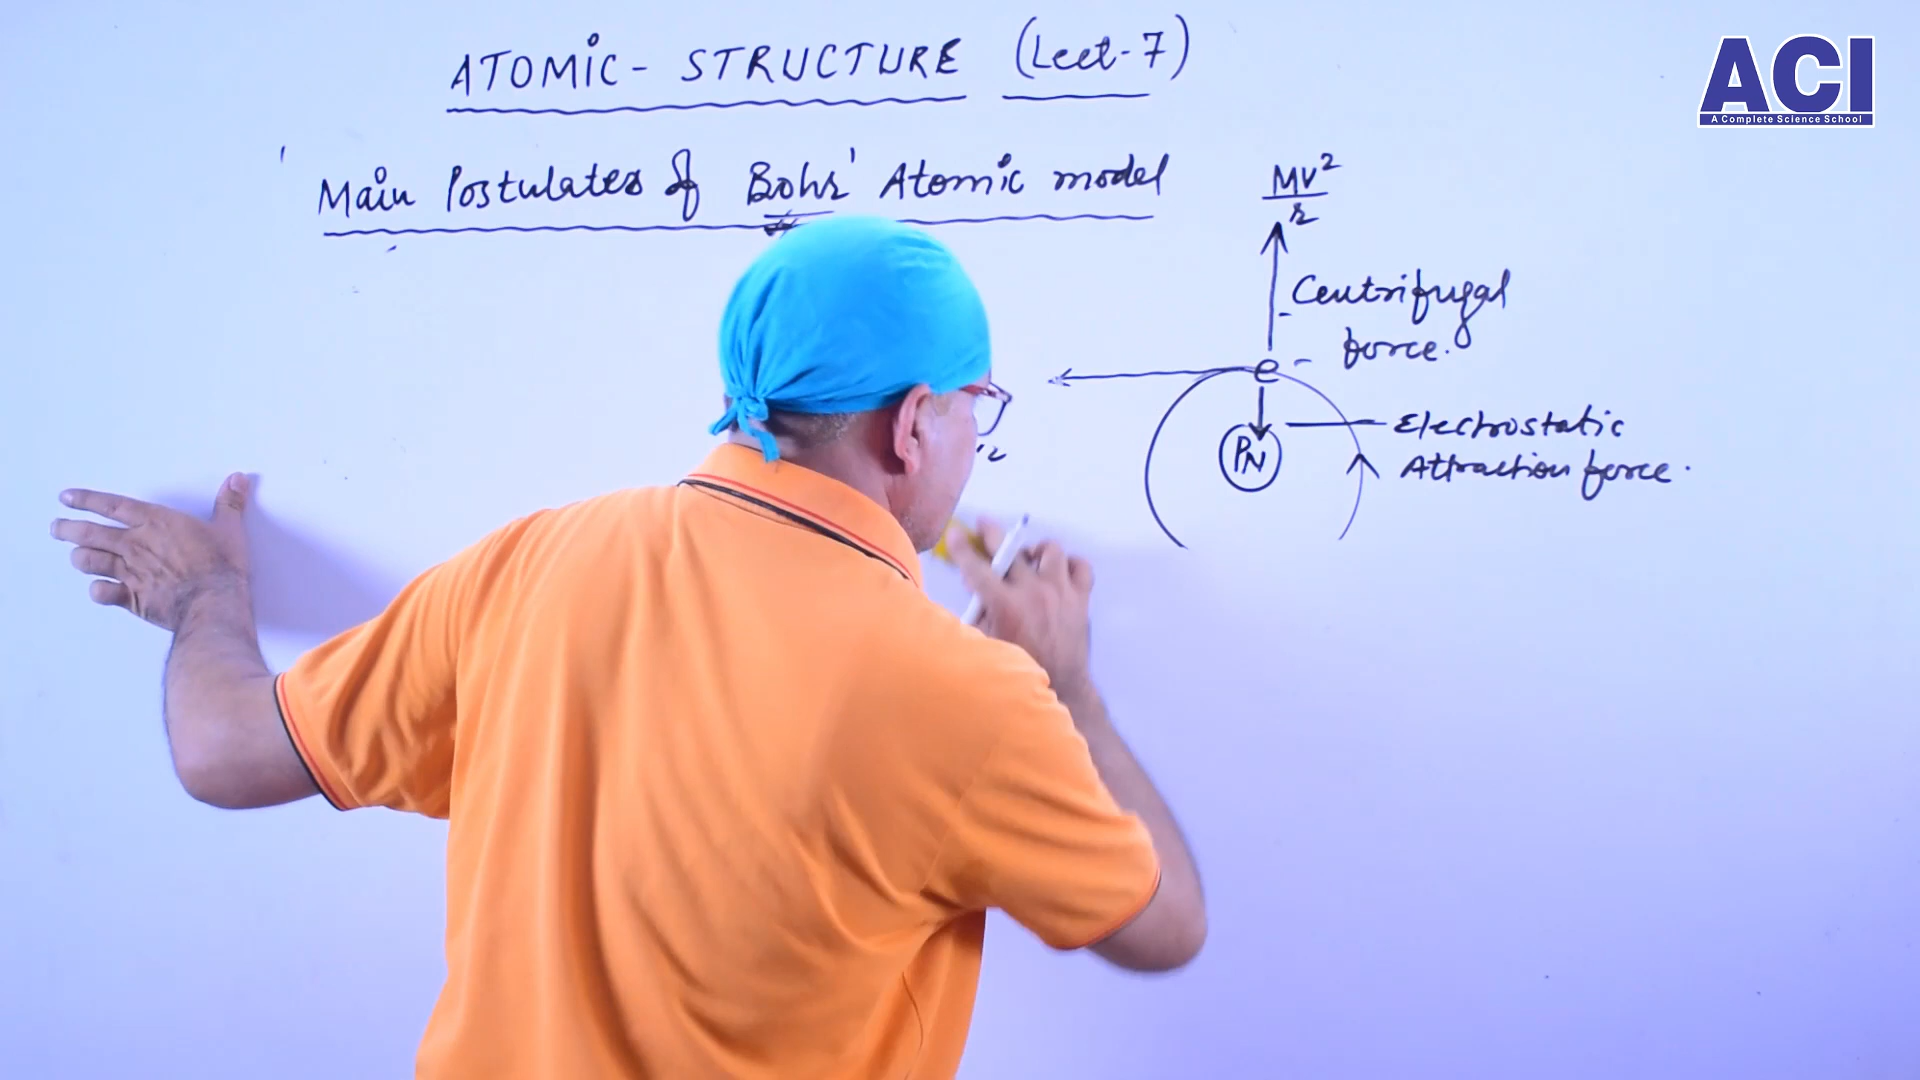 ATOMIC - STRUCTURE (Lect-7)
ACI
A Complete Science School
Main Postulates of Bohr' Atomic model
MV²
r
Centrifugal
force.
e -
Electrostatic
Attraction force.
PN